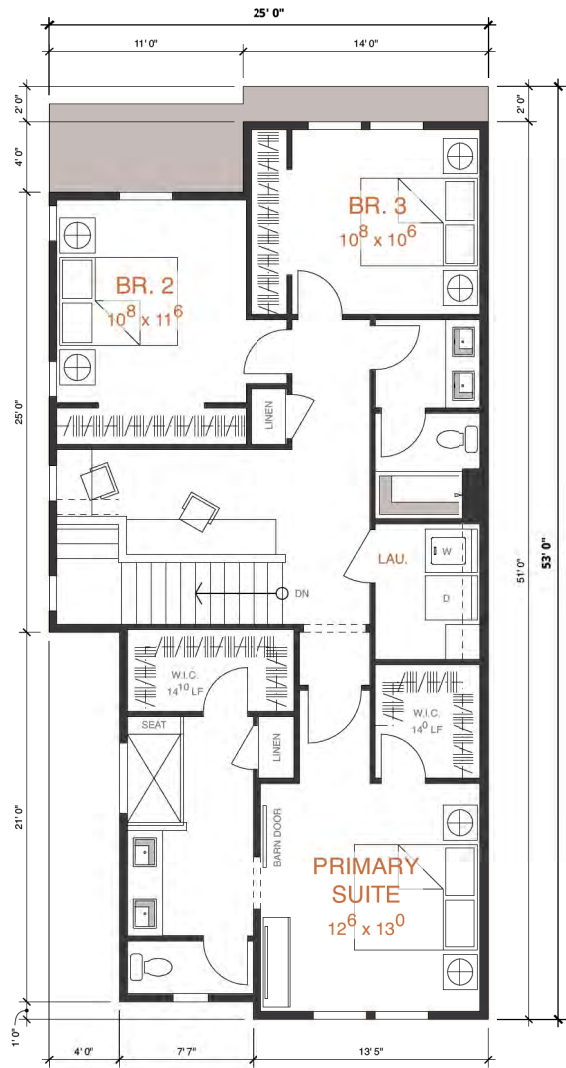 25' 0"
11' 0"
14' 0"
2' 0"
2' 0"
4' 0"
BR. 3
10⁸ x 10⁶
BR. 2
10⁸ x 11⁶
25' 0"
LINEN
51' 0"
53' 0"
LAU.
W
D
DN
W.I.C.
14¹⁰ LF
W.I.C.
14⁰ LF
SEAT
LINEN
21' 0"
BARN DOOR
PRIMARY
SUITE
12⁶ x 13⁰
1' 0"
4' 0"
7' 7"
13' 5"